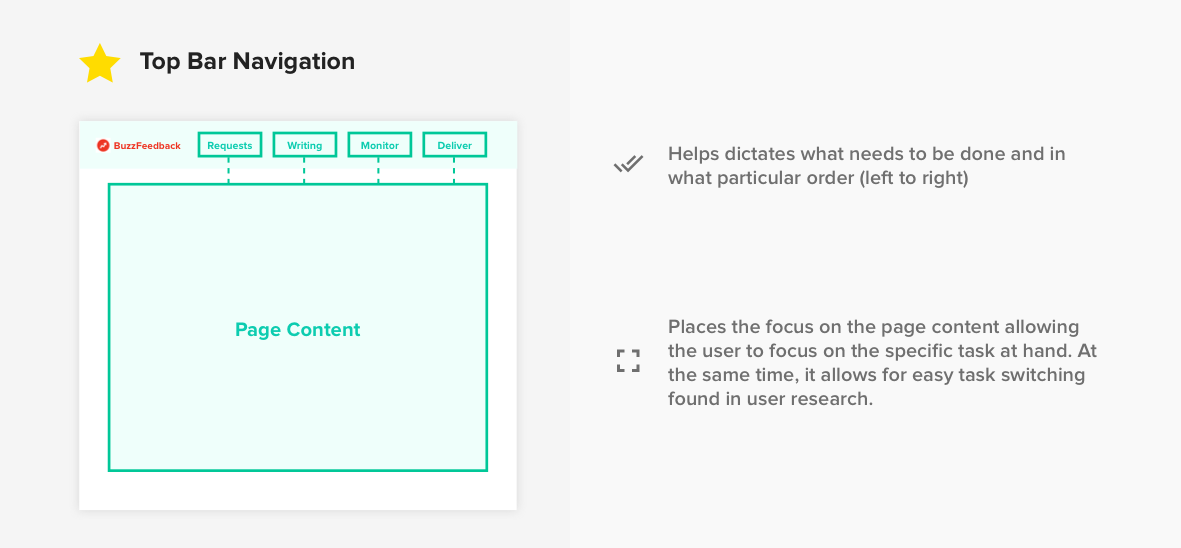 Top Bar Navigation
BuzzFeedback
Requests
Writing
Monitor
Deliver
Page Content
Helps dictates what needs to be done and in
what particular order (left to right)
Places the focus on the page content allowing
the user to focus on the specific task at hand. At
the same time, it allows for easy task switching
found in user research.